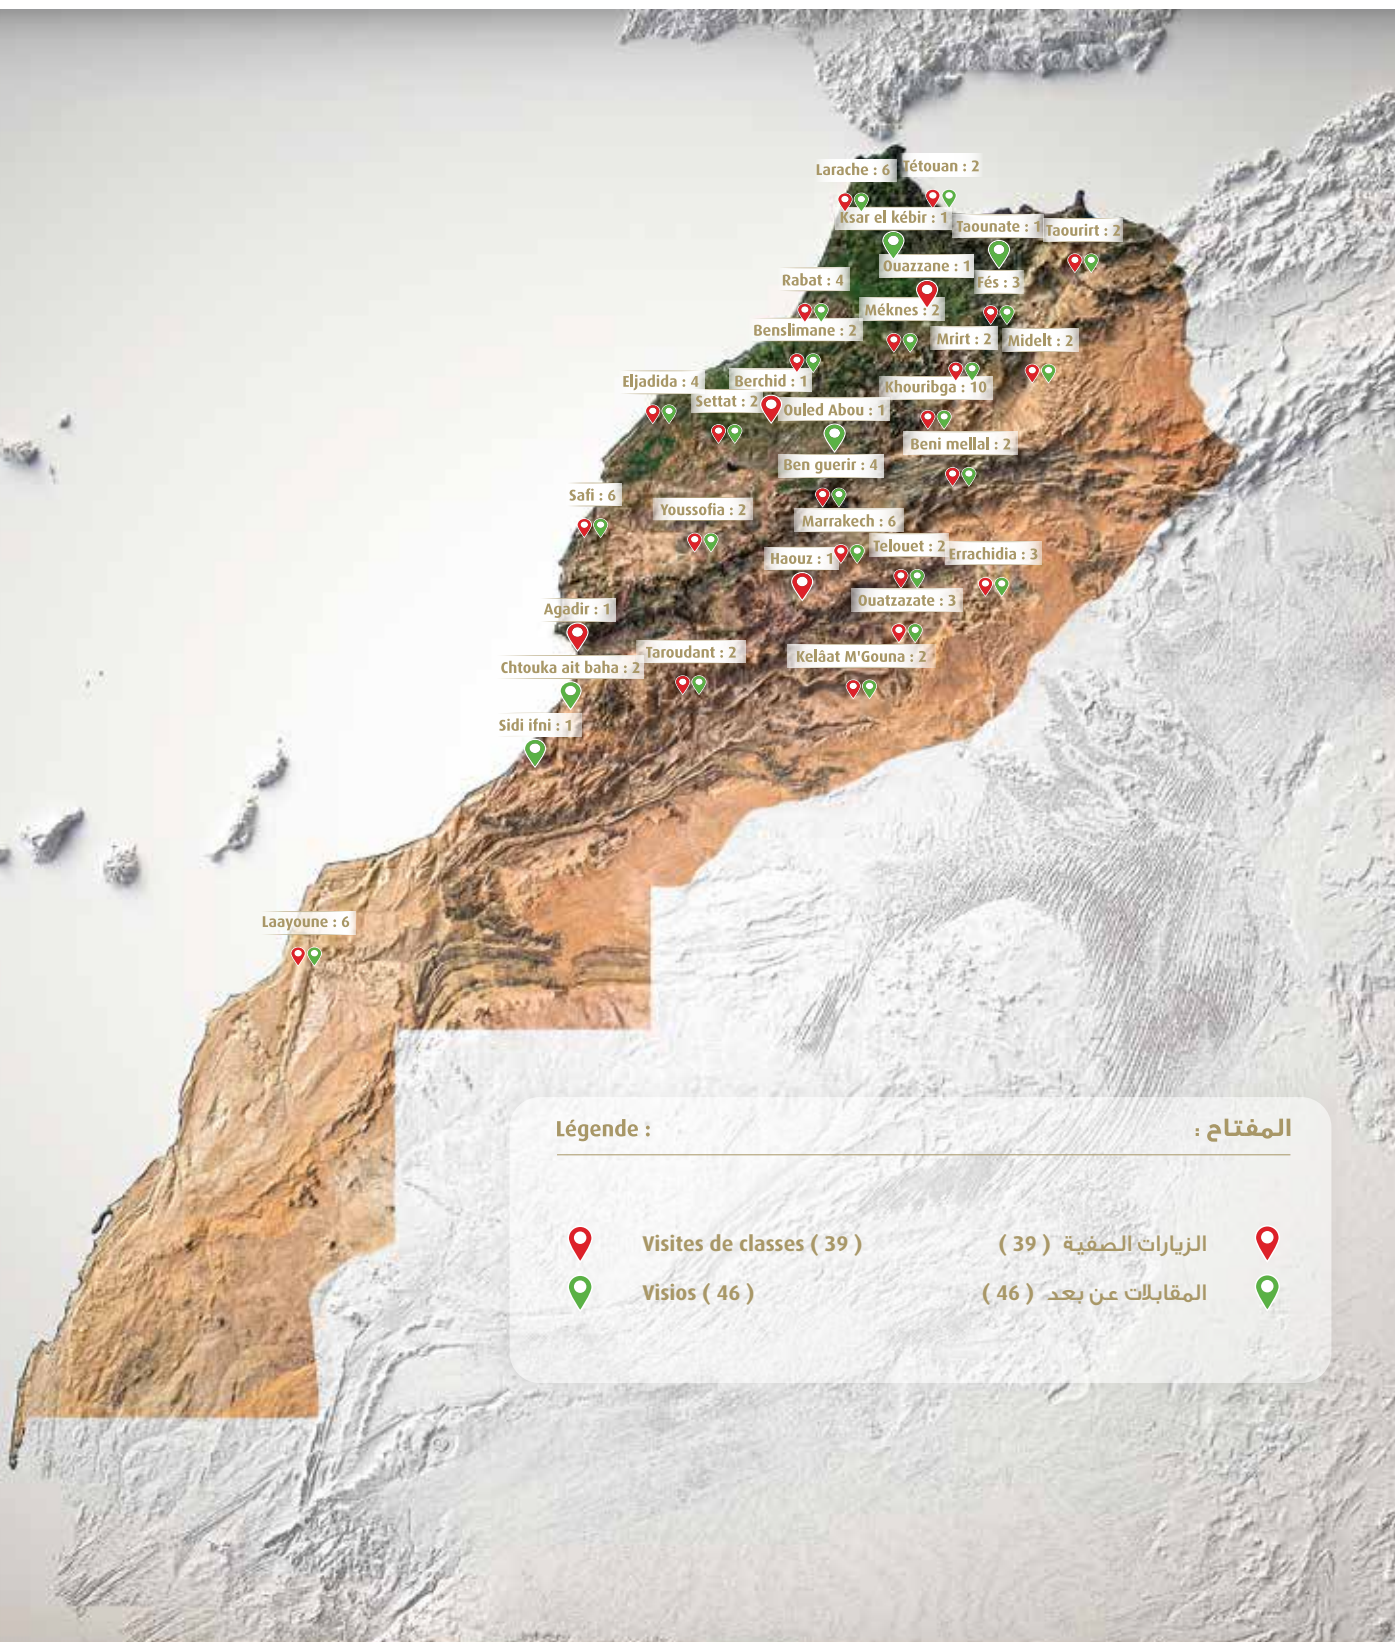 Larache : 6
Tétouan : 2
Ksar el kébir : 1
Taounate : 1
Taourirt : 2
Ouazzane : 1
Rabat : 4
Fés : 3
Méknes : 2
Benslimane : 2
Mrirt : 2
Midelt : 2
Eljadida : 4
Berchid : 1
Khouribga : 10
Settat : 2
Ouled Abou : 1
Beni mellal : 2
Ben guerir : 4
Safi : 6
Youssofia : 2
Marrakech : 6
Telouet : 2
Errachidia : 3
Haouz : 1
Ouatzazate : 3
Agadir : 1
Taroudant : 2
Kelâat M'Gouna : 2
Chtouka ait baha : 2
Sidi ifni : 1
Laayoune : 6
Légende :
المفتاح :
Visites de classes ( 39 )
الزيارات الصفية ( 39 )
Visios ( 46 )
المقابلات عن بعد ( 46 )